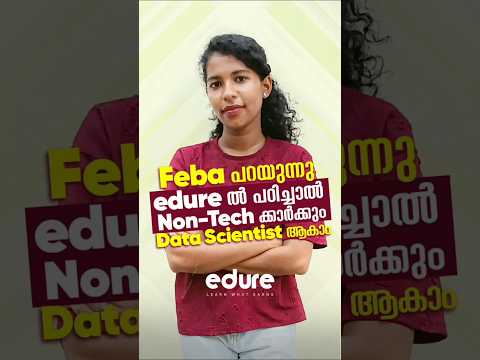 Feba പറയുന്നു
edure ൽ പഠിച്ചാൽ
Non-Tech ക്കാർക്കും
Data Scientist ആകാം
edure
LEARN WHAT EARNS